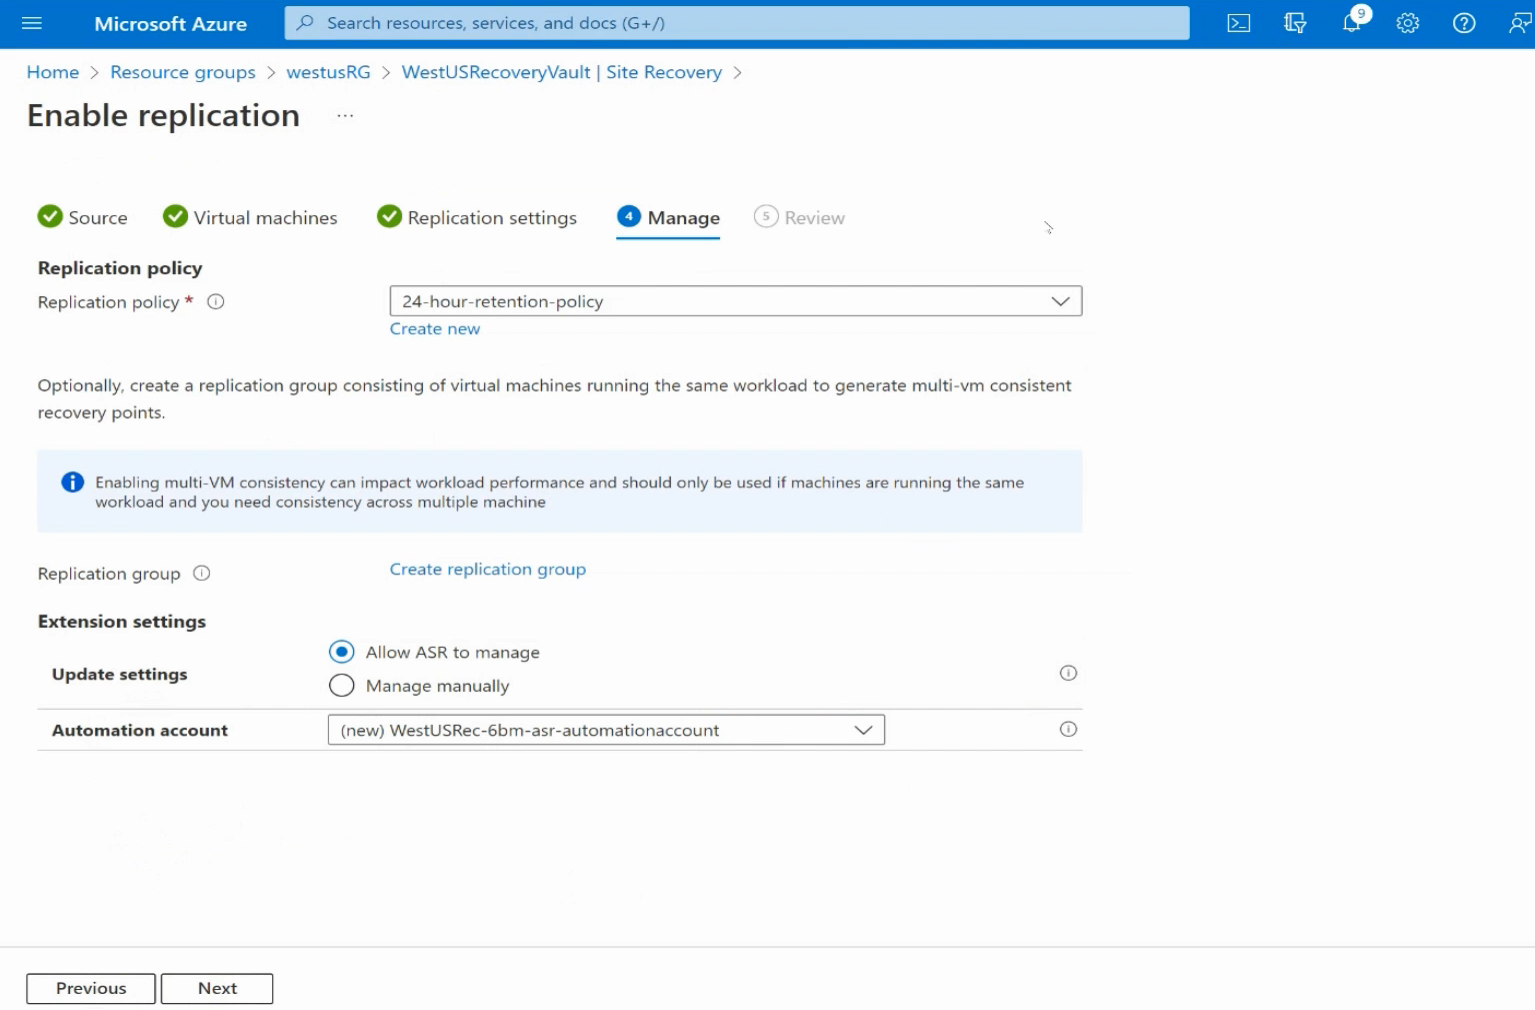 Microsoft Azure
Search resources, services, and docs (G+/)
9
Home > Resource groups > westusRG > WestUSRecoveryVault | Site Recovery >
Enable replication ...
Source
Virtual machines
Replication settings
4 Manage
5 Review
Replication policy
Replication policy *
24-hour-retention-policy
Create new
Optionally, create a replication group consisting of virtual machines running the same workload to generate multi-vm consistent
recovery points.
Enabling multi-VM consistency can impact workload performance and should only be used if machines are running the same
workload and you need consistency across multiple machine
Replication group
Create replication group
Extension settings
Update settings
Allow ASR to manage
Manage manually
Automation account
(new) WestUSRec-6bm-asr-automationaccount
Previous
Next